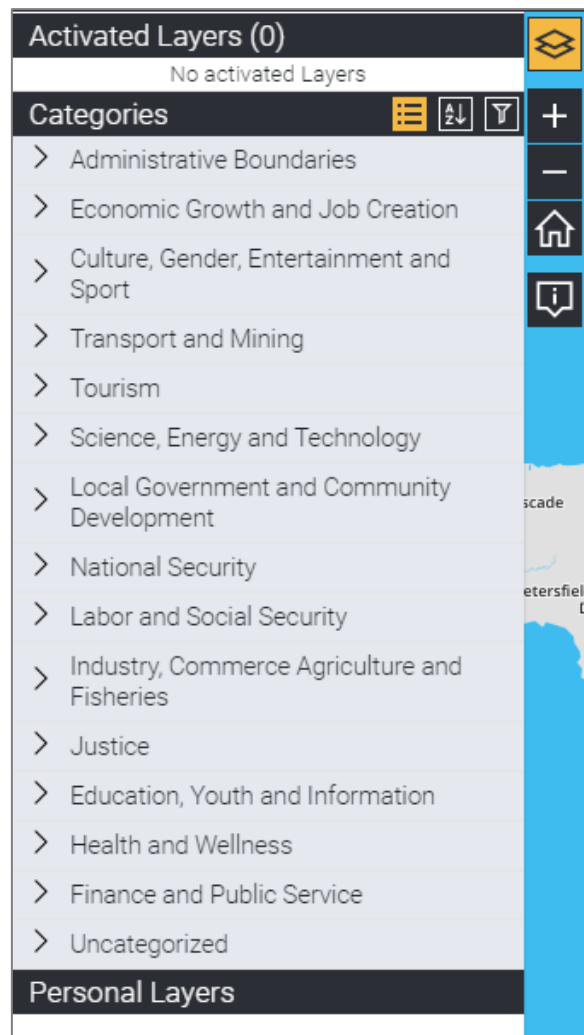 Activated Layers (0)
No activated Layers
Categories
Administrative Boundaries
Economic Growth and Job Creation
Culture, Gender, Entertainment and
Sport
Transport and Mining
Tourism
Science, Energy and Technology
Local Government and Community
Development
National Security
Labor and Social Security
Industry, Commerce Agriculture and
Fisheries
Justice
Education, Youth and Information
Health and Wellness
Finance and Public Service
Uncategorized
Personal Layers
scade
etersfiel